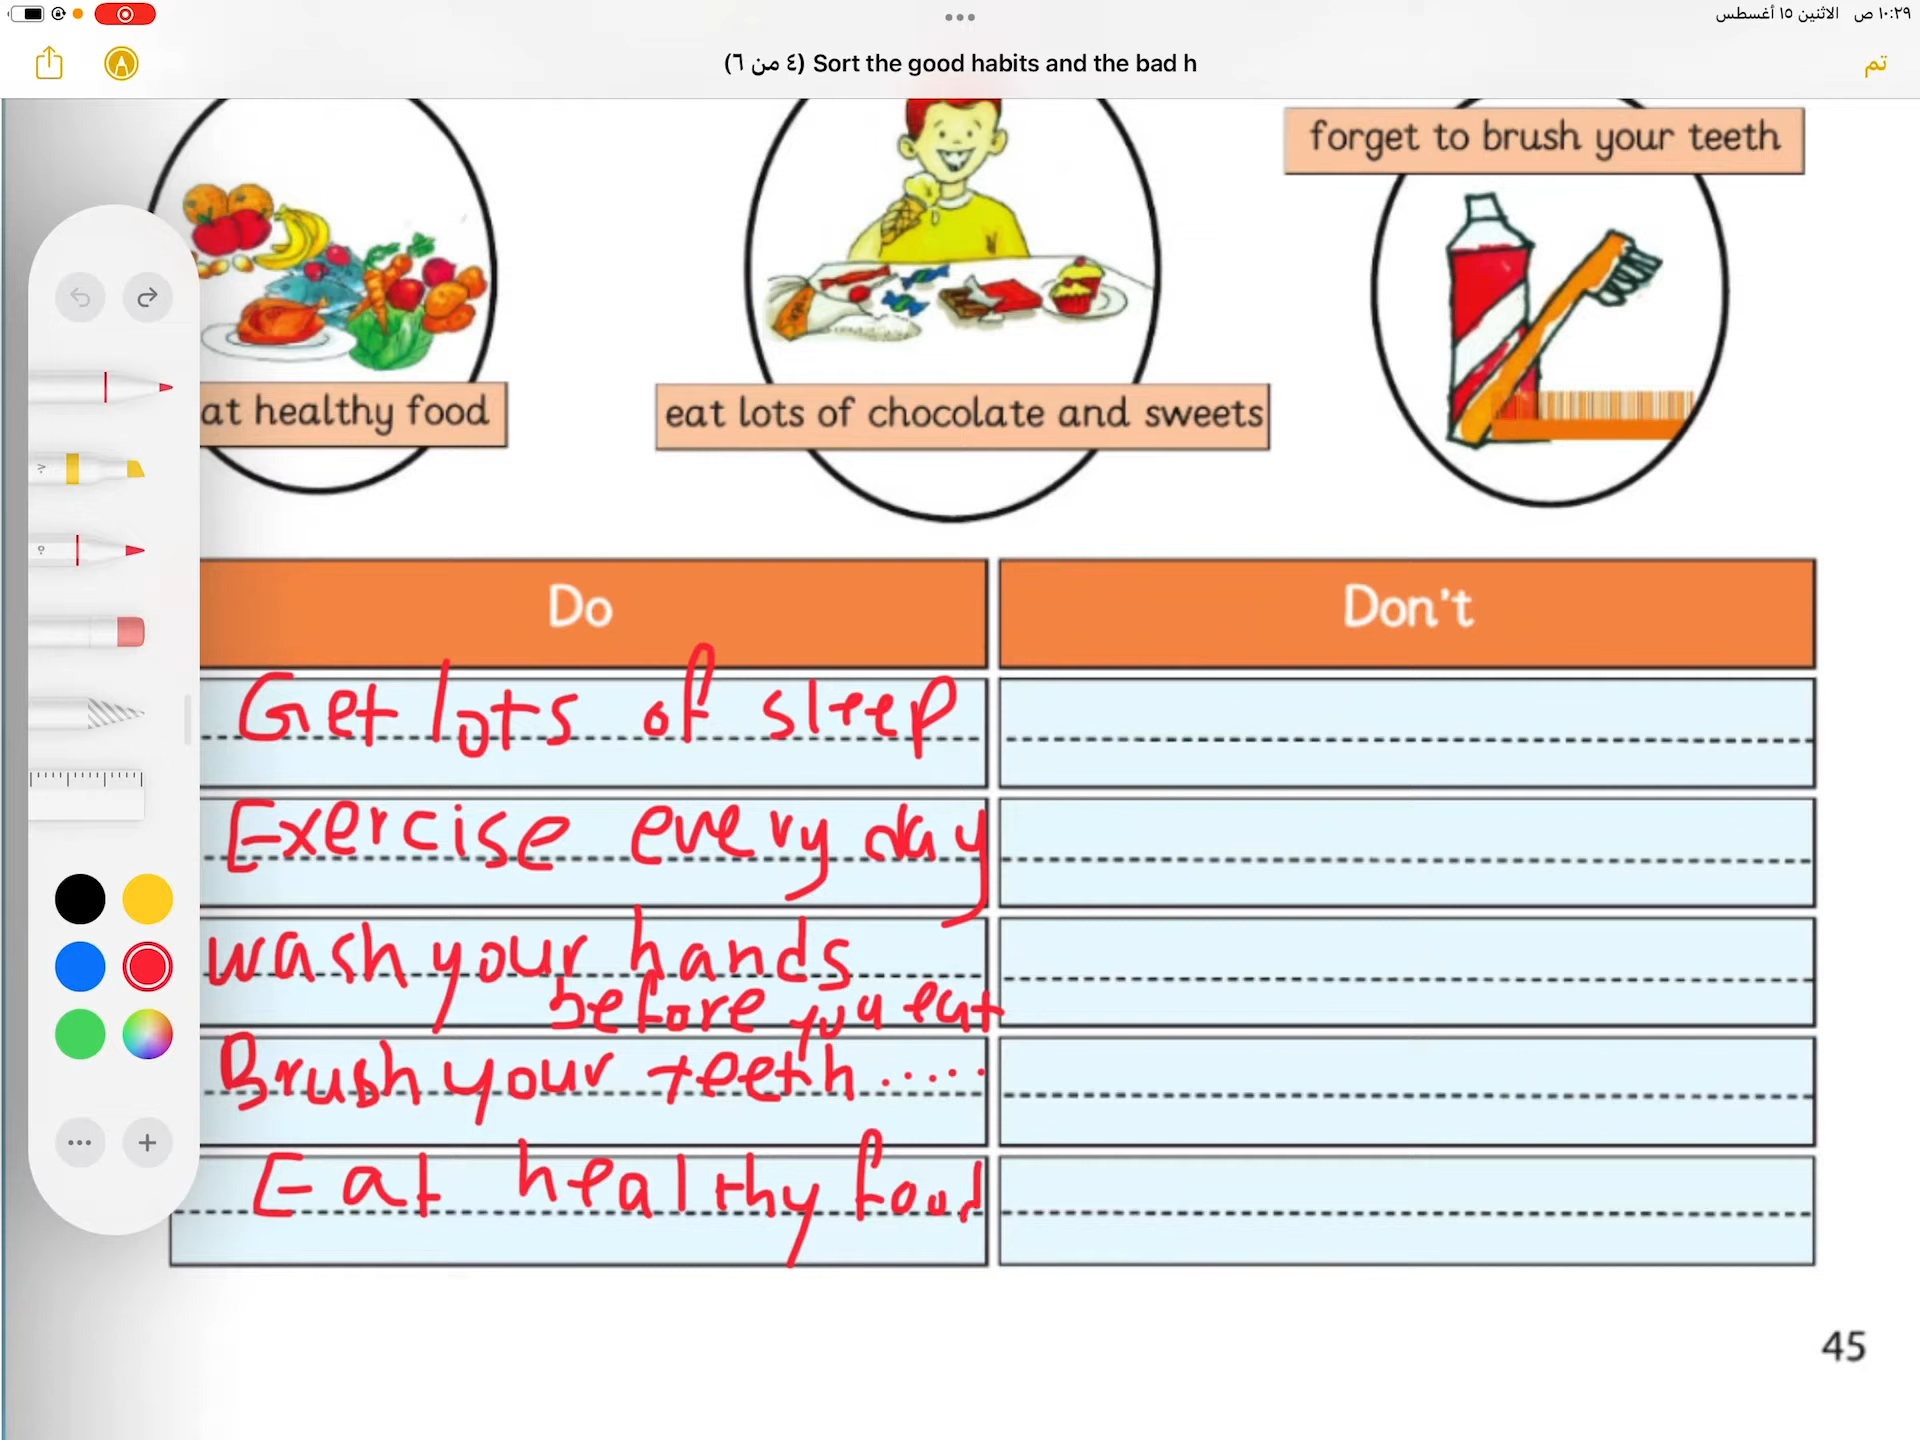 ١٠:٢٩ ص الاثنين ١٥ أغسطس
Sort the good habits and the bad h (٤ من ٦)
تم
forget to brush your teeth
at healthy food
eat lots of chocolate and sweets
Do
Don't
Get lots of sleep
Exercise every day
wash your hands
before you eat
Brush your teeth .....
Eat healthy food
45